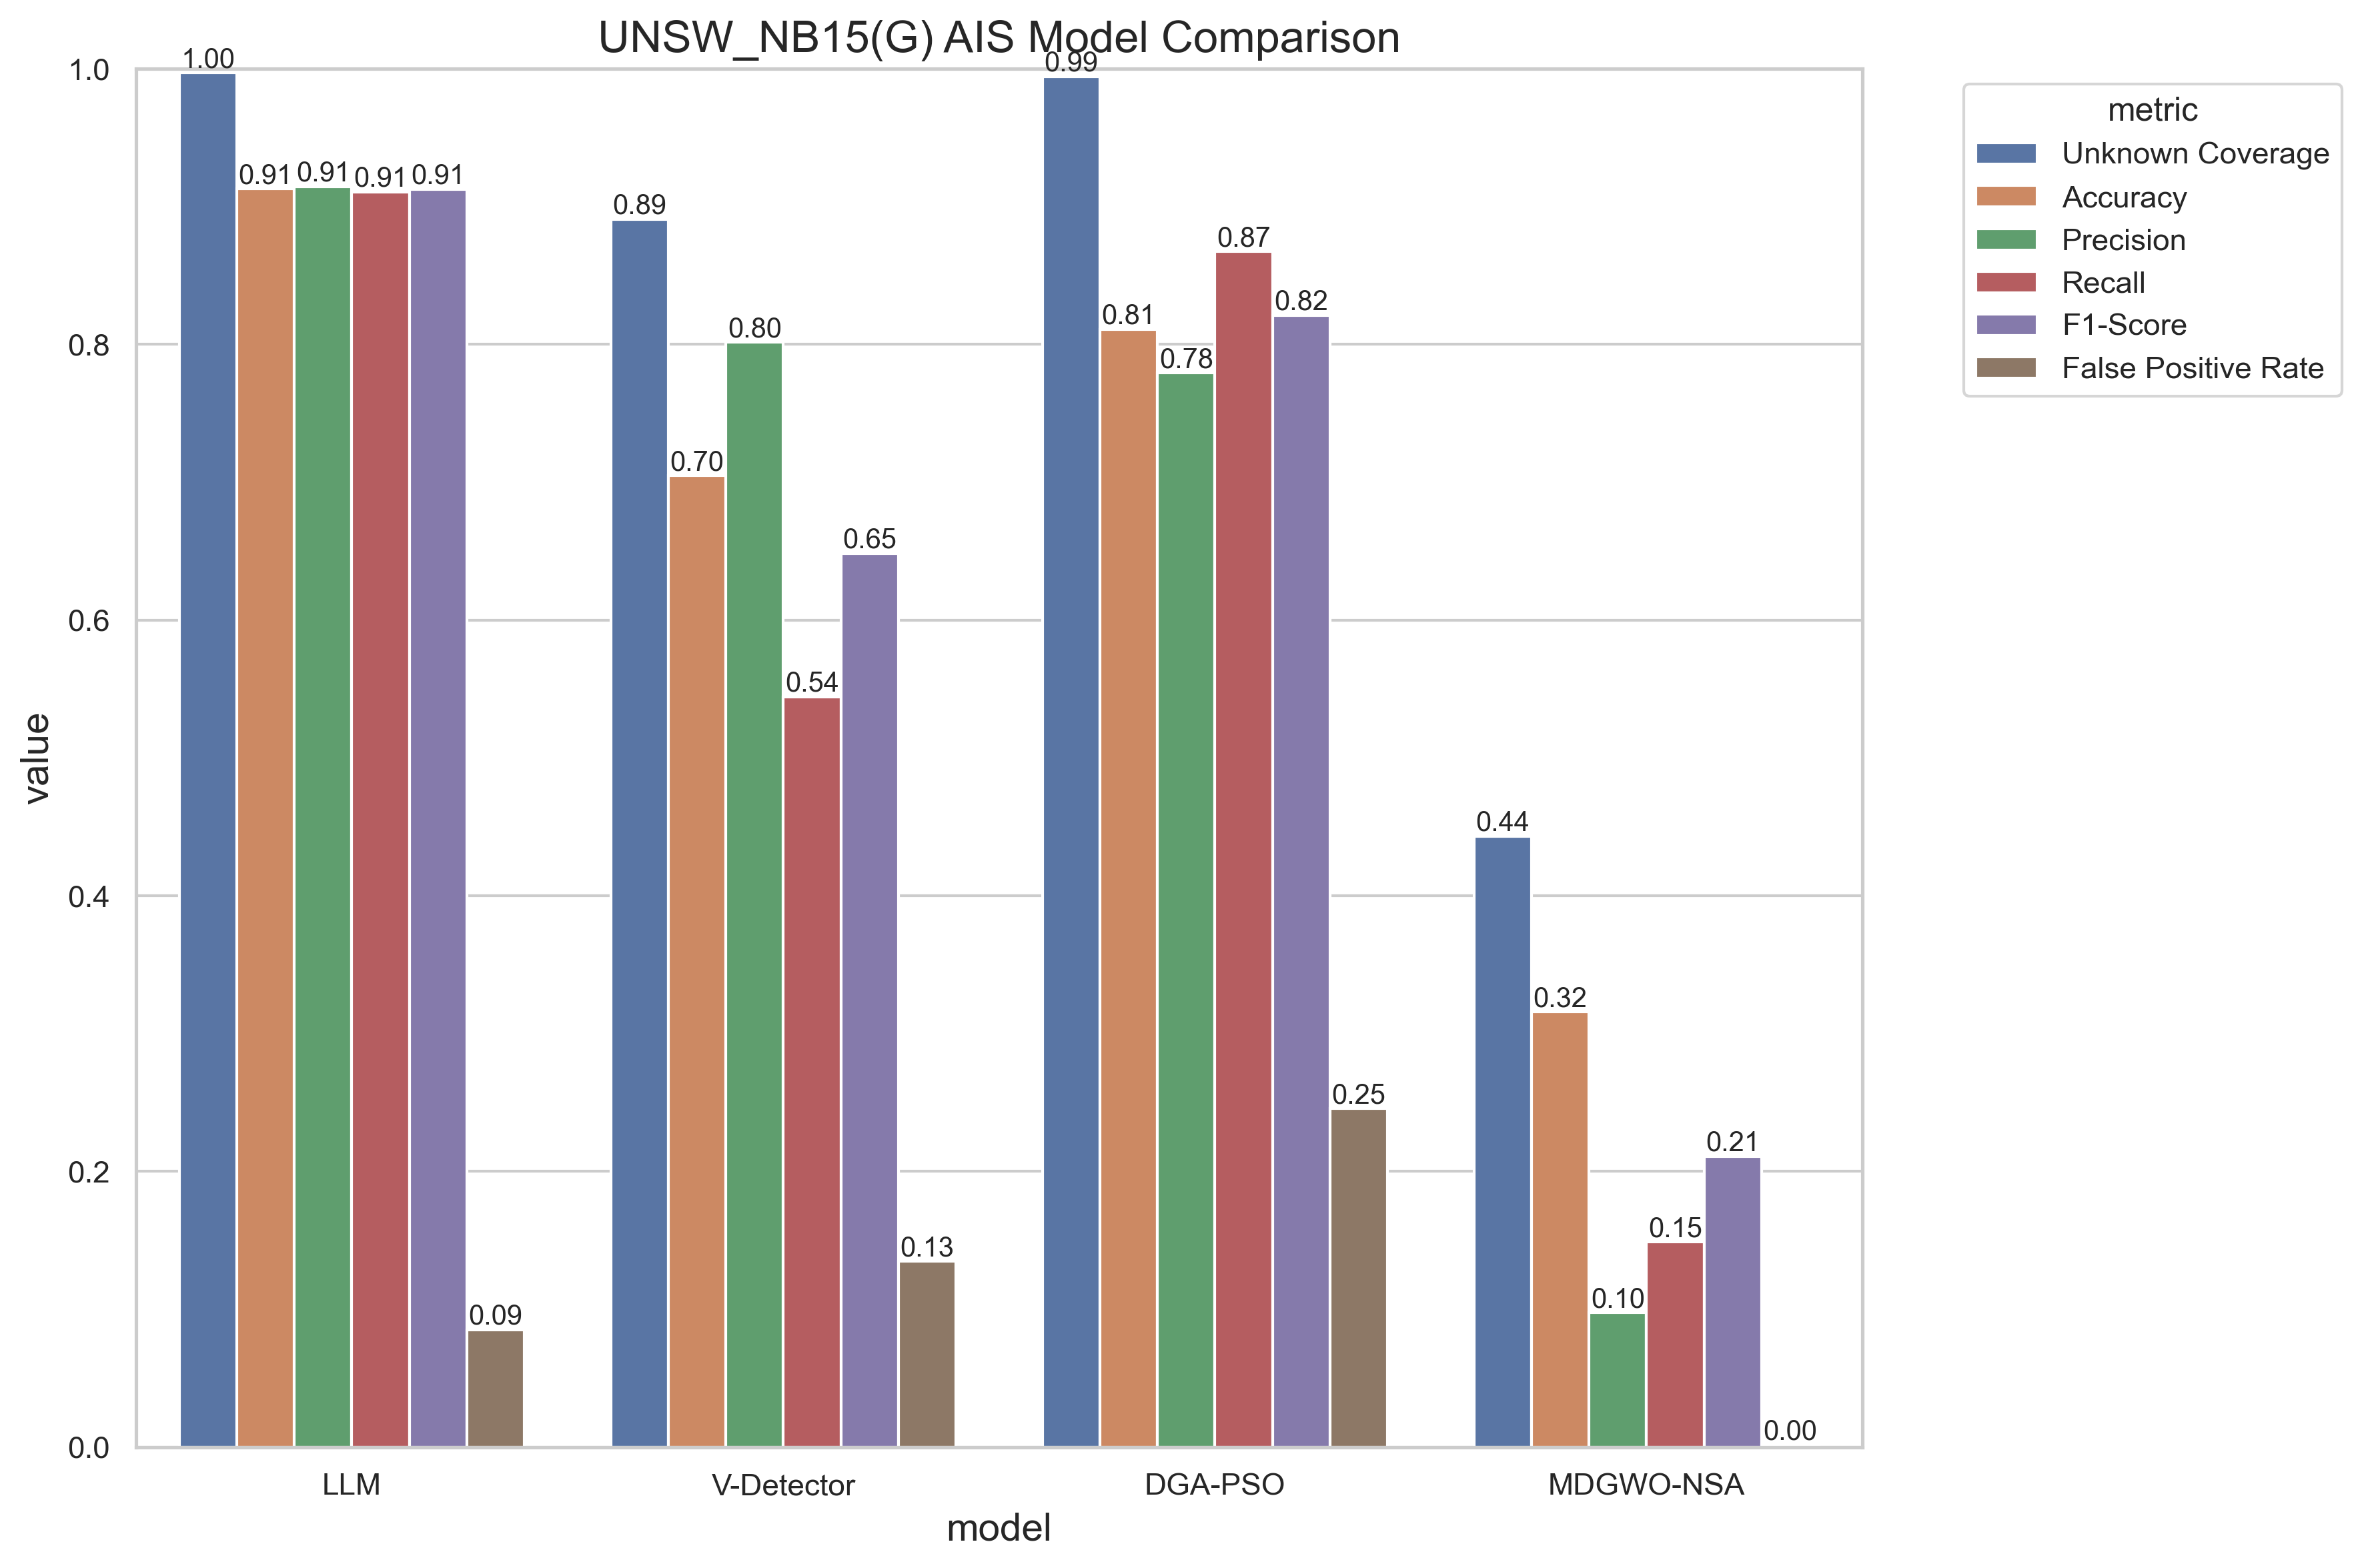 UNSW_NB15(G) AIS Model Comparison
1.00
0.91
0.91
0.91
0.91
0.09
0.89
0.70
0.80
0.54
0.65
0.13
0.99
0.81
0.78
0.87
0.82
0.25
0.44
0.32
0.10
0.15
0.21
0.00
1.0
0.8
0.6
0.4
0.2
0.0
value
LLM
V-Detector
DGA-PSO
MDGWO-NSA
model
metric
Unknown Coverage
Accuracy
Precision
Recall
F1-Score
False Positive Rate